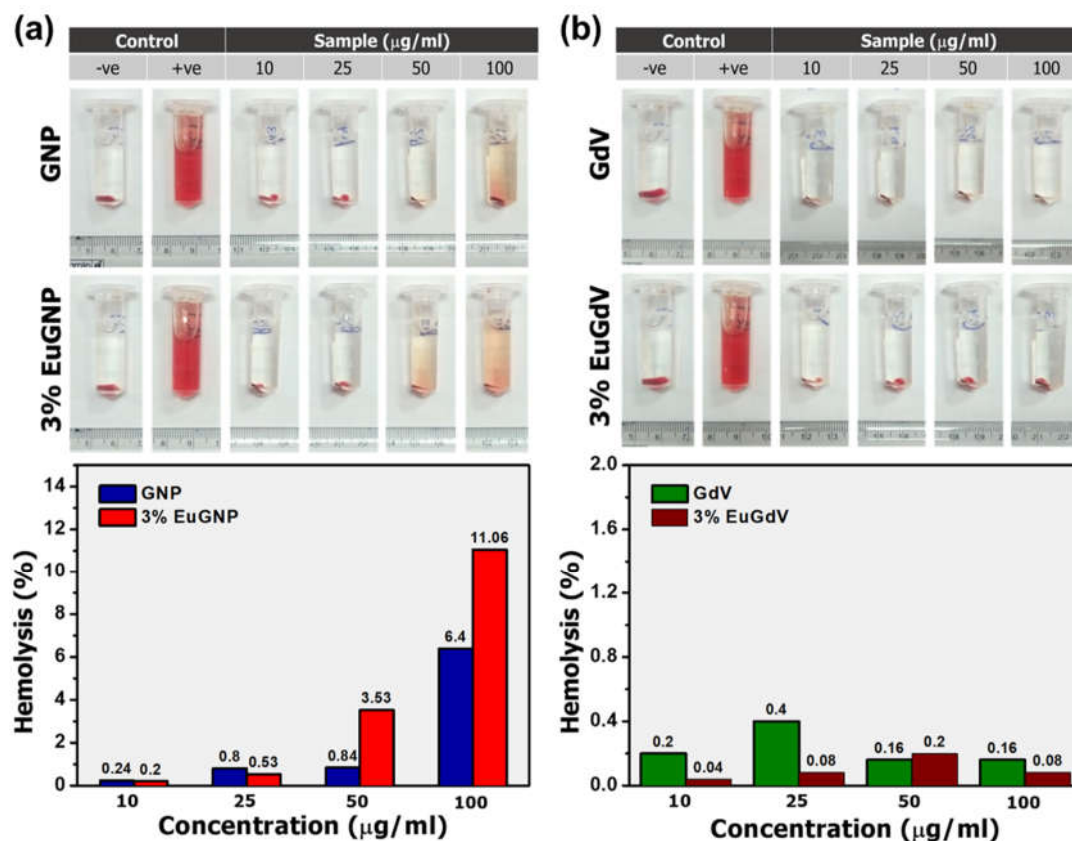 (a)
Control Sample (μg/ml)
-ve +ve 10 25 50 100
GNP
3% EuGNP
GNP
3% EuGNP
Hemolysis (%)
14
12
10
8
6
4
2
1
0
0.24 0.2 0.8 0.53 0.84 3.53 6.4 11.06
10 25 50 100
Concentration (μg/ml)
(b)
Control Sample (μg/ml)
-ve +ve 10 25 50 100
GdV
3% EuGdV
GdV
3% EuGdV
Hemolysis (%)
2.0
1.6
1.2
0.8
0.4
0.0
0.2 0.04 0.4 0.08 0.16 0.2 0.16 0.08
10 25 50 100
Concentration (μg/ml)